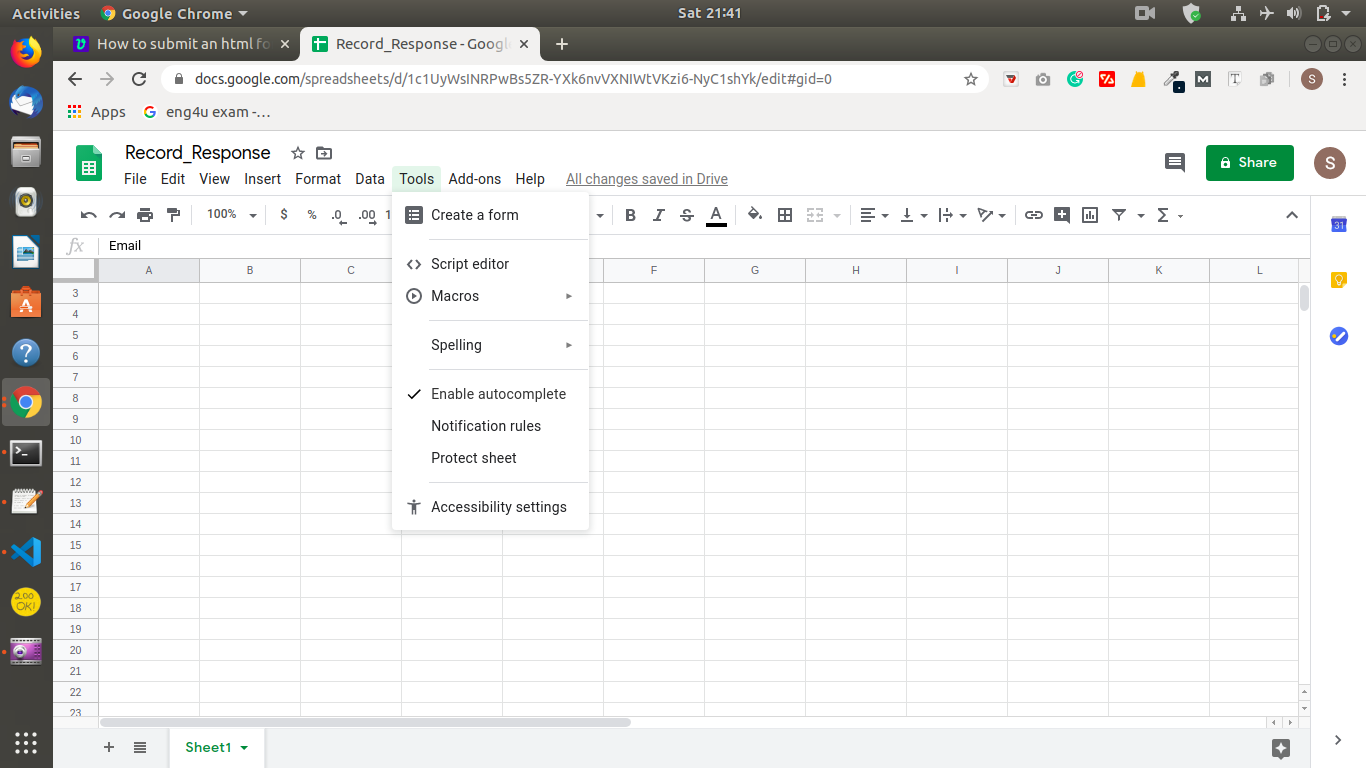 Activities Google Chrome Sat 21:41
How to submit an html fo Record_Response - Google
docs.google.com/spreadsheets/d/1c1UyWsINRPwBs5ZR-YXk6nvVXNIWtVKzi6-NyC1shYk/edit#gid=0 S
Apps eng4u exam -...
Record_Response
Share S
File Edit View Insert Format Data Tools Add-ons Help All changes saved in Drive
100% $ % .0 .00 1 B I S A Σ
Create a form
fx Email
Script editor
A B C F G H I J K L
Macros
Spelling
Enable autocomplete
Notification rules
Protect sheet
Accessibility settings
3
4
5
6
7
8
9
10
11
12
13
14
15
16
17
18
19
20
21
22
23
31
200 OK!
Sheet1